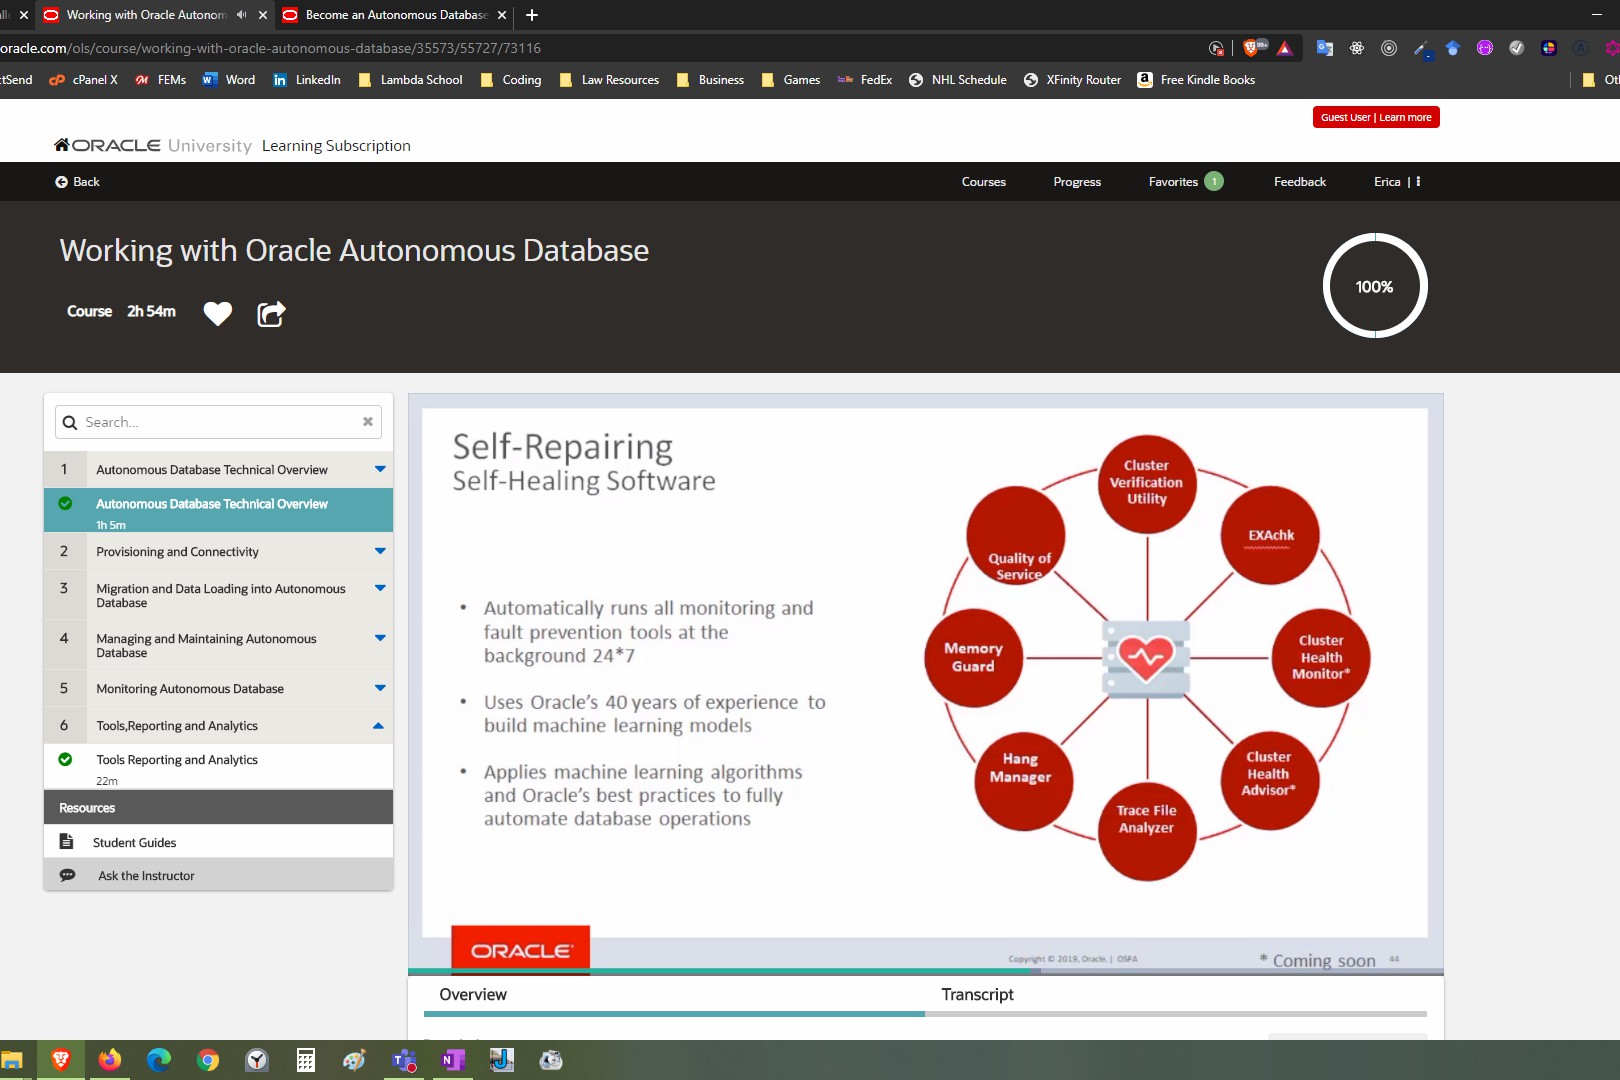 Working with Oracle Autonom
Become an Autonomous Database
oracle.com/ols/course/working-with-oracle-autonomous-database/35573/55727/73116
99+
ctSend
cPanel X
FEMs
Word
LinkedIn
Lambda School
Coding
Law Resources
Business
Games
FedEx
NHL Schedule
XFinity Router
Free Kindle Books
Guest User | Learn more
ORACLE University Learning Subscription
Back
Courses
Progress
Favorites 1
Feedback
Erica |
Working with Oracle Autonomous Database
Course 2h 54m
100%
Search...
1 Autonomous Database Technical Overview
Autonomous Database Technical Overview
1h 5m
2 Provisioning and Connectivity
3 Migration and Data Loading into Autonomous
Database
4 Managing and Maintaining Autonomous
Database
5 Monitoring Autonomous Database
6 Tools,Reporting and Analytics
Tools Reporting and Analytics
22m
Resources
Student Guides
Ask the Instructor
Self-Repairing
Self-Healing Software
• Automatically runs all monitoring and
fault prevention tools at the
background 24*7
• Uses Oracle's 40 years of experience to
build machine learning models
• Applies machine learning algorithms
and Oracle's best practices to fully
automate database operations
Cluster
Verification
Utility
EXAchk
Cluster
Health
Monitor*
Cluster
Health
Advisor*
Trace File
Analyzer
Hang
Manager
Memory
Guard
Quality of
Service
ORACLE
Copyright © 2019, Oracle. | OSPA
* Coming soon 44
Overview
Transcript